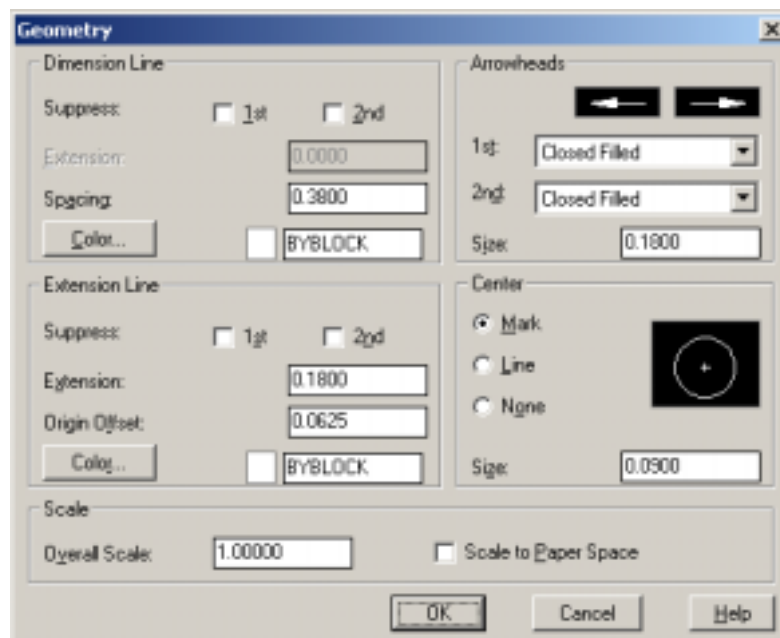 Geometry
Dimension Line
Suppress: 1st 2nd
Extension: 0.0000
Spacing: 0.3800
Color... BYBLOCK
Arrowheads
1st: Closed Filled
2nd: Closed Filled
Size: 0.1800
Extension Line
Suppress: 1st 2nd
Extension: 0.1800
Origin Offset: 0.0625
Color... BYBLOCK
Center
Mark
Line
None
Size: 0.0900
Scale
Overall Scale: 1.00000 Scale to Paper Space
OK Cancel Help